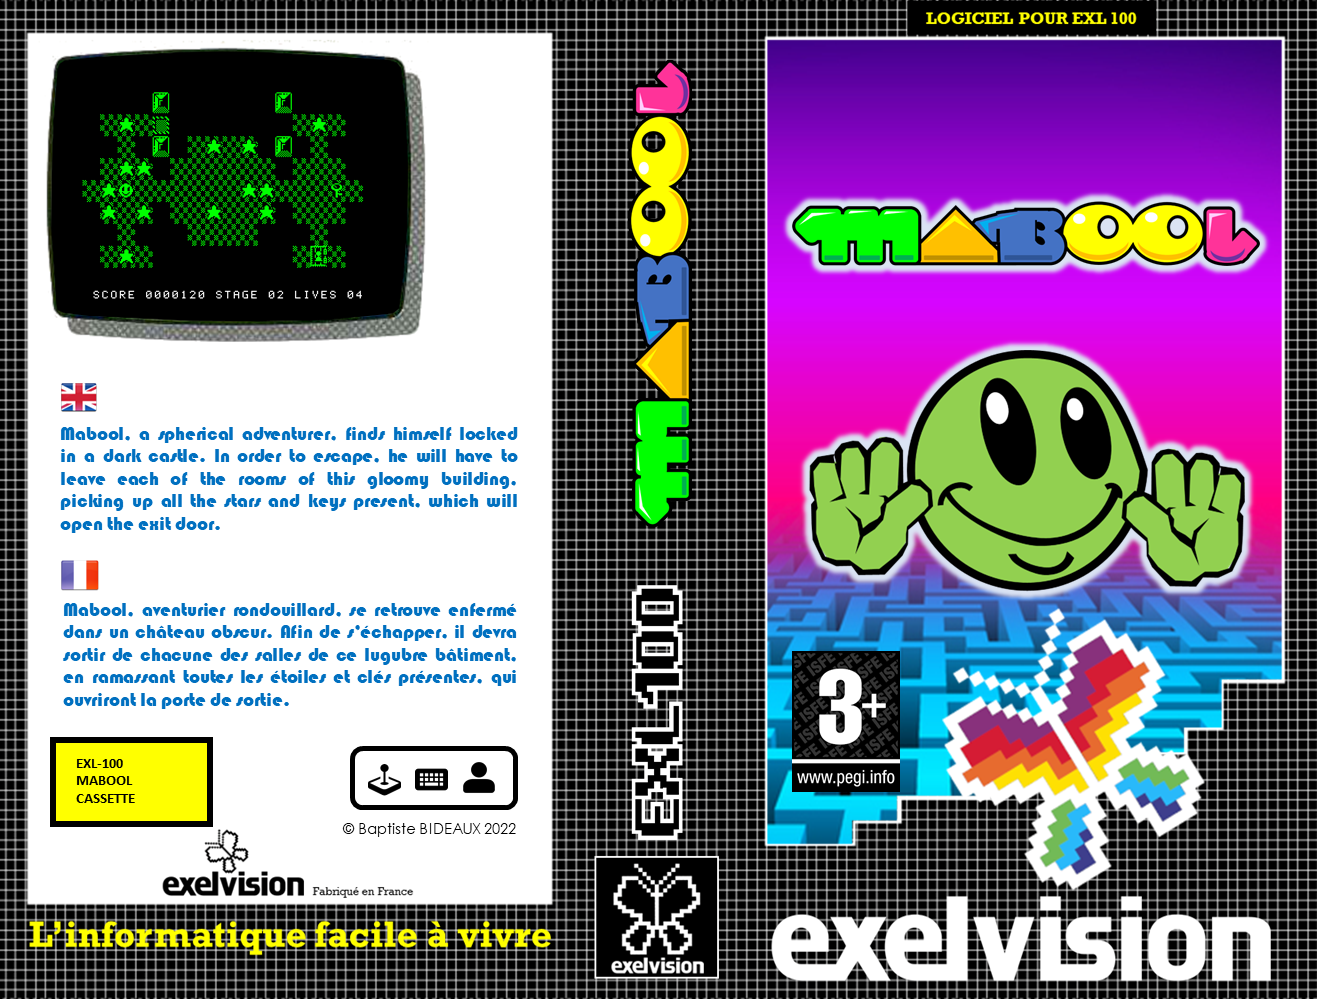 SCORE 0000120 STAGE 02 LIVES 04
Mabool, a spherical adventurer, finds himself locked
in a dark castle. In order to escape, he will have to
leave each of the rooms of this gloomy building,
picking up all the stars and keys present, which will
open the exit door.
Mabool, aventurier rondouillard, se retrouve enfermé
dans un château obscur. Afin de s'échapper, il devra
sortir de chacune des salles de ce lugubre bâtiment,
en ramassant toutes les étoiles et clés présentes, qui
ouvriront la porte de sortie.
EXL-100
MABOOL
CASSETTE
© Baptiste BIDEAUX 2022
exelvision Fabriqué en France
L'informatique facile à vivre
MABOOL
EXL100
exelvision
LOGICIEL POUR EXL 100
MABOOL
3+
www.pegi.info
exelvision